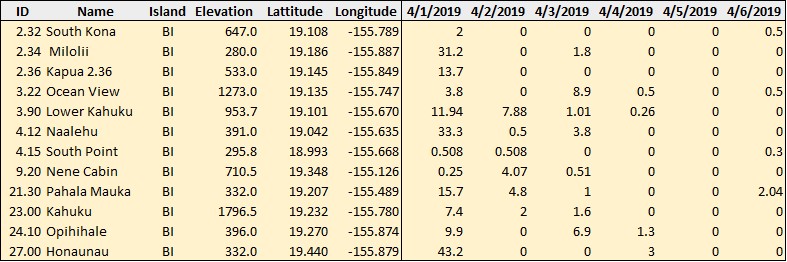 ID Name Island Elevation Lattitude Longitude 4/1/2019 4/2/2019 4/3/2019 4/4/2019 4/5/2019 4/6/2019
2.32 South Kona BI 647.0 19.108 -155.789 2 0 0 0 0 0.5
2.34 Milolii BI 280.0 19.186 -155.887 31.2 0 1.8 0 0 0
2.36 Kapua 2.36 BI 533.0 19.145 -155.849 13.7 0 0 0 0 0
3.22 Ocean View BI 1273.0 19.135 -155.747 3.8 0 8.9 0.5 0 0.5
3.90 Lower Kahuku BI 953.7 19.101 -155.670 11.94 7.88 1.01 0.26 0 0
4.12 Naalehu BI 391.0 19.042 -155.635 33.3 0.5 3.8 0 0 0
4.15 South Point BI 295.8 18.993 -155.668 0.508 0.508 0 0 0 0.3
9.20 Nene Cabin BI 710.5 19.348 -155.126 0.25 4.07 0.51 0 0 0
21.30 Pahala Mauka BI 332.0 19.207 -155.489 15.7 4.8 1 0 0 2.04
23.00 Kahuku BI 1796.5 19.232 -155.780 7.4 2 1.6 0 0 0
24.10 Opihihale BI 396.0 19.270 -155.874 9.9 0 6.9 1.3 0 0
27.00 Honaunau BI 332.0 19.440 -155.879 43.2 0 0 3 0 0